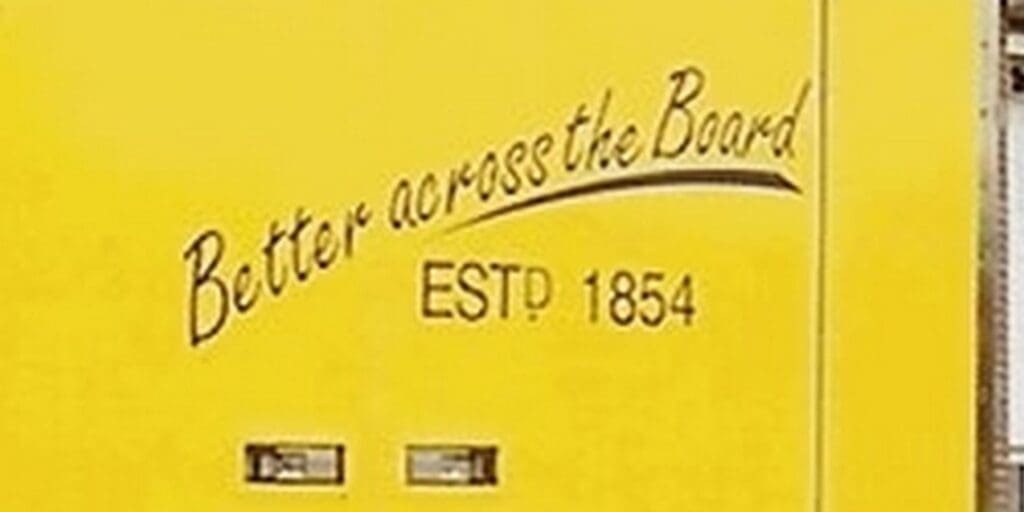 Better across the Board
ESTD 1854